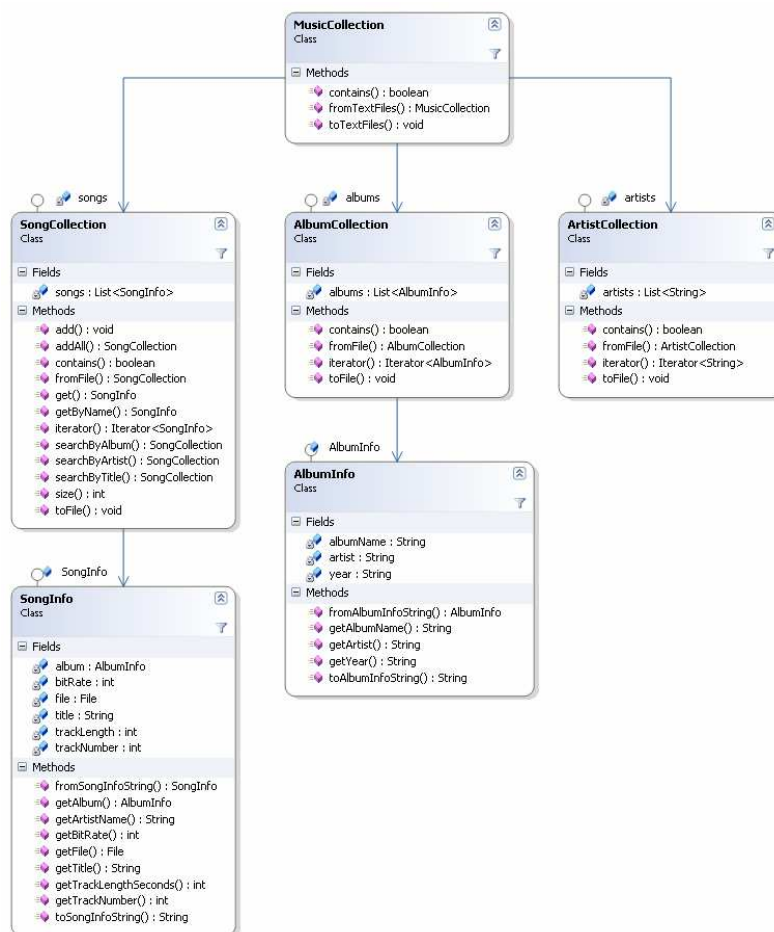 MusicCollection
Class
Methods
contains() : boolean
fromTextFiles() : MusicCollection
toTextFiles() : void
songs
SongCollection
Class
Fields
songs : List<SongInfo>
Methods
add() : void
addAll() : SongCollection
contains() : boolean
fromFile() : SongCollection
get() : SongInfo
getByName() : SongInfo
iterator() : Iterator<SongInfo>
searchByAlbum() : SongCollection
searchByArtist() : SongCollection
searchByTitle() : SongCollection
size() : int
toFile() : void
albums
AlbumCollection
Class
Fields
albums : List<AlbumInfo>
Methods
contains() : boolean
fromFile() : AlbumCollection
iterator() : Iterator<AlbumInfo>
toFile() : void
artists
ArtistCollection
Class
Fields
artists : List<String>
Methods
contains() : boolean
fromFile() : ArtistCollection
iterator() : Iterator<String>
toFile() : void
AlbumInfo
AlbumInfo
Class
Fields
albumName : String
artist : String
year : String
Methods
fromAlbumInfoString() : AlbumInfo
getAlbumName() : String
getArtist() : String
getYear() : String
toAlbumInfoString() : String
SongInfo
SongInfo
Class
Fields
album : AlbumInfo
bitRate : int
file : File
title : String
trackLength : int
trackNumber : int
Methods
fromSongInfoString() : SongInfo
getAlbum() : AlbumInfo
getArtistName() : String
getBitRate() : int
getFile() : File
getTitle() : String
getTrackLengthSeconds() : int
getTrackNumber() : int
toSongInfoString() : String